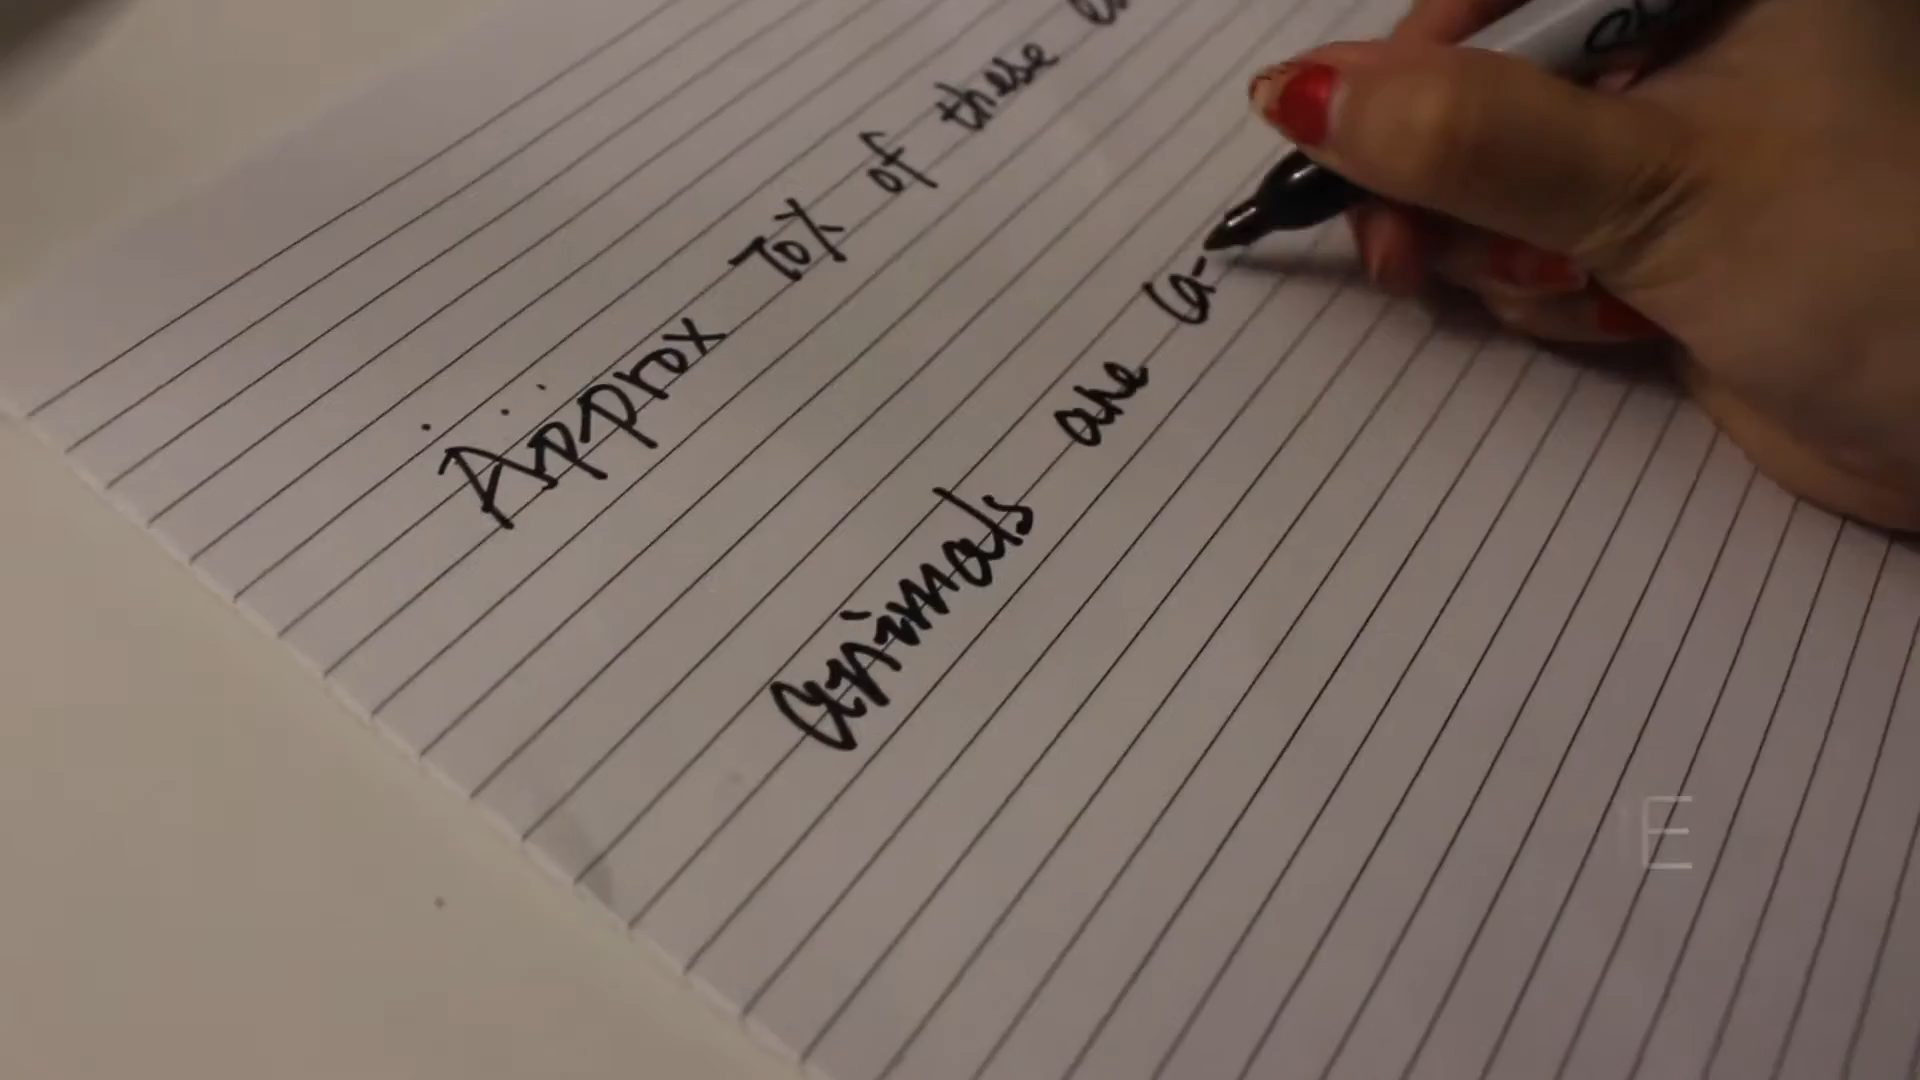 Approx 70% of these
animals are
E